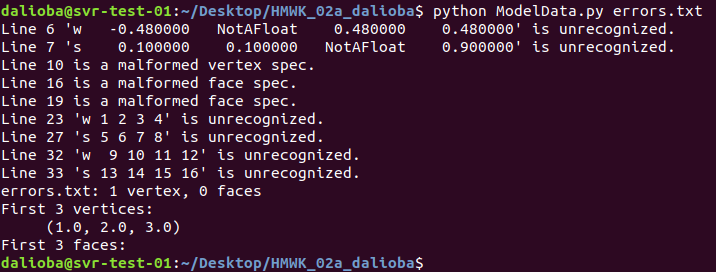 dalioba@svr-test-01:~/Desktop/HMWK_02a_dalioba$ python ModelData.py errors.txt
Line 6 'w   -0.480000   NotAFloat    0.480000    0.480000' is unrecognized.
Line 7 's    0.100000    0.100000   NotAFloat    0.900000' is unrecognized.
Line 10 is a malformed vertex spec.
Line 16 is a malformed face spec.
Line 19 is a malformed face spec.
Line 23 'w 1 2 3 4' is unrecognized.
Line 27 's 5 6 7 8' is unrecognized.
Line 32 'w  9 10 11 12' is unrecognized.
Line 33 's 13 14 15 16' is unrecognized.
errors.txt: 1 vertex, 0 faces
First 3 vertices:
     (1.0, 2.0, 3.0)
First 3 faces:
dalioba@svr-test-01:~/Desktop/HMWK_02a_dalioba$